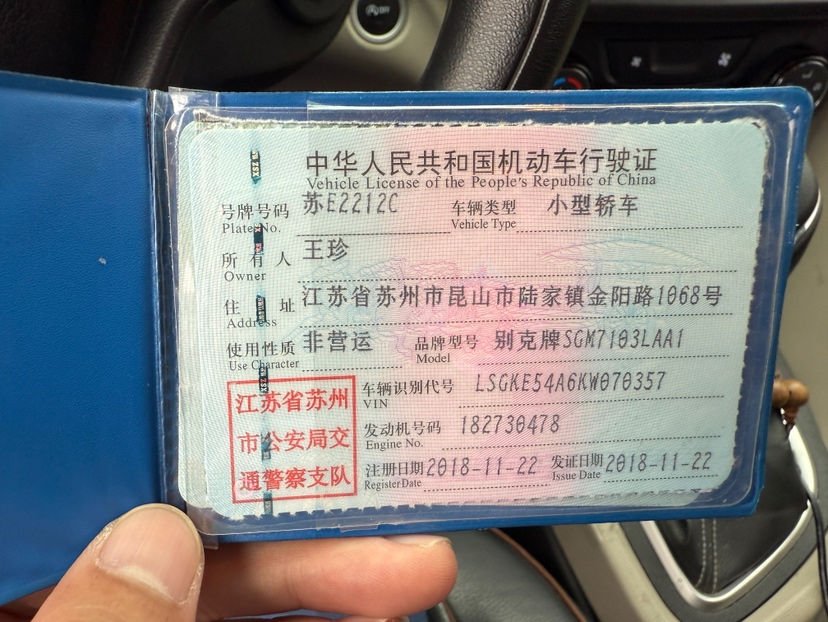 中华人民共和国机动车行驶证
Vehicle License of the People's Republic of China
号牌号码 苏E2212C 车辆类型 小型轿车
Plate No. Vehicle Type
所有人 王珍
Owner
住址 江苏省苏州市昆山市陆家镇金阳路1068号
Address
使用性质 非营运 品牌型号 别克牌SGM7103LAA1
Use Character Model
江苏省苏州
市公安局交
通警察支队
车辆识别代号 LSGKE54A6KW070357
VIN
发动机号码 182730478
Engine No.
注册日期 2018-11-22 发证日期 2018-11-22
Register Date Issue Date